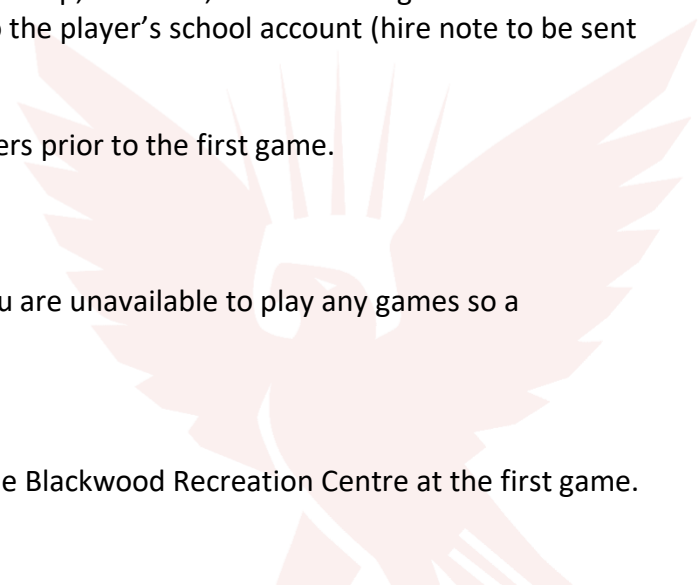 the player's school account (hire note to be sent
prior to the first game.
are unavailable to play any games so a
Blackwood Recreation Centre at the first game.